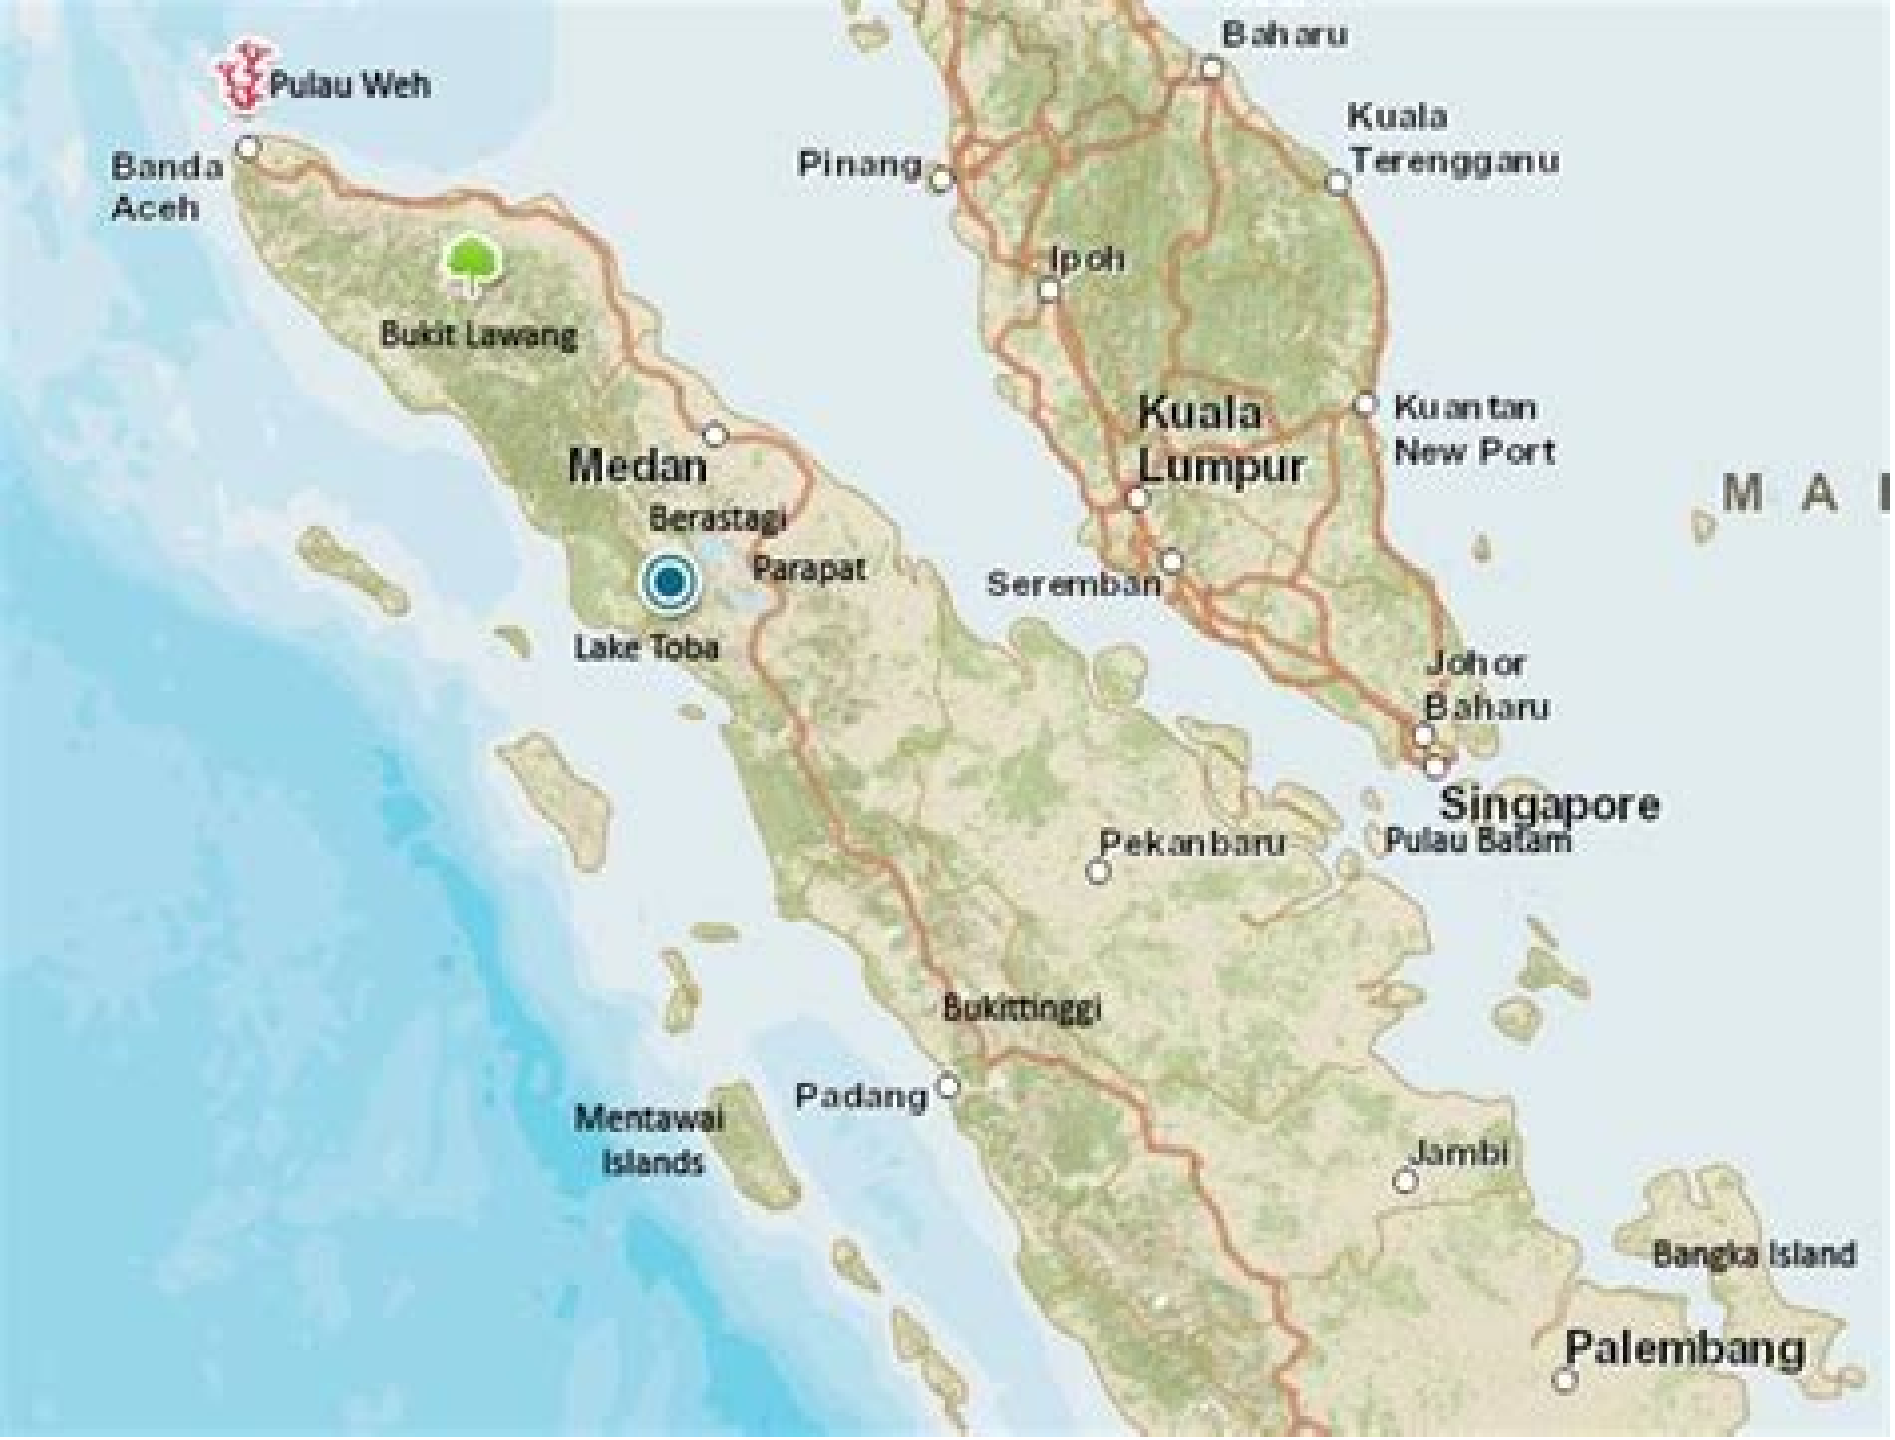 Baharu
Pulau Weh
Kuala
Terengganu
Banda
Aceh
Pinang
Ipoh
Bukit Lawang
Kuala
Lumpur
Kuantan
New Port
Medan
M A
Berastagi
Parapat
Seremban
Lake Toba
Johor
Baharu
Singapore
Pulau Batam
Pekanbaru
Bukittinggi
Padang
Mentawai
Islands
Jambi
Bangka Island
Palembang